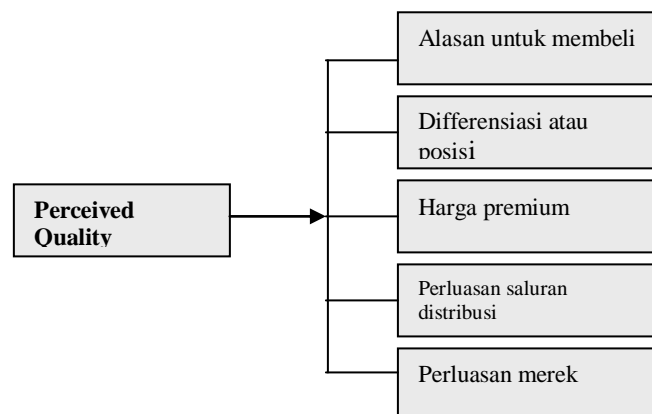 Alasan untuk membeli
Differensiasi atau
posisi
Perceived
Quality
Harga premium
Perluasan saluran
distribusi
Perluasan merek